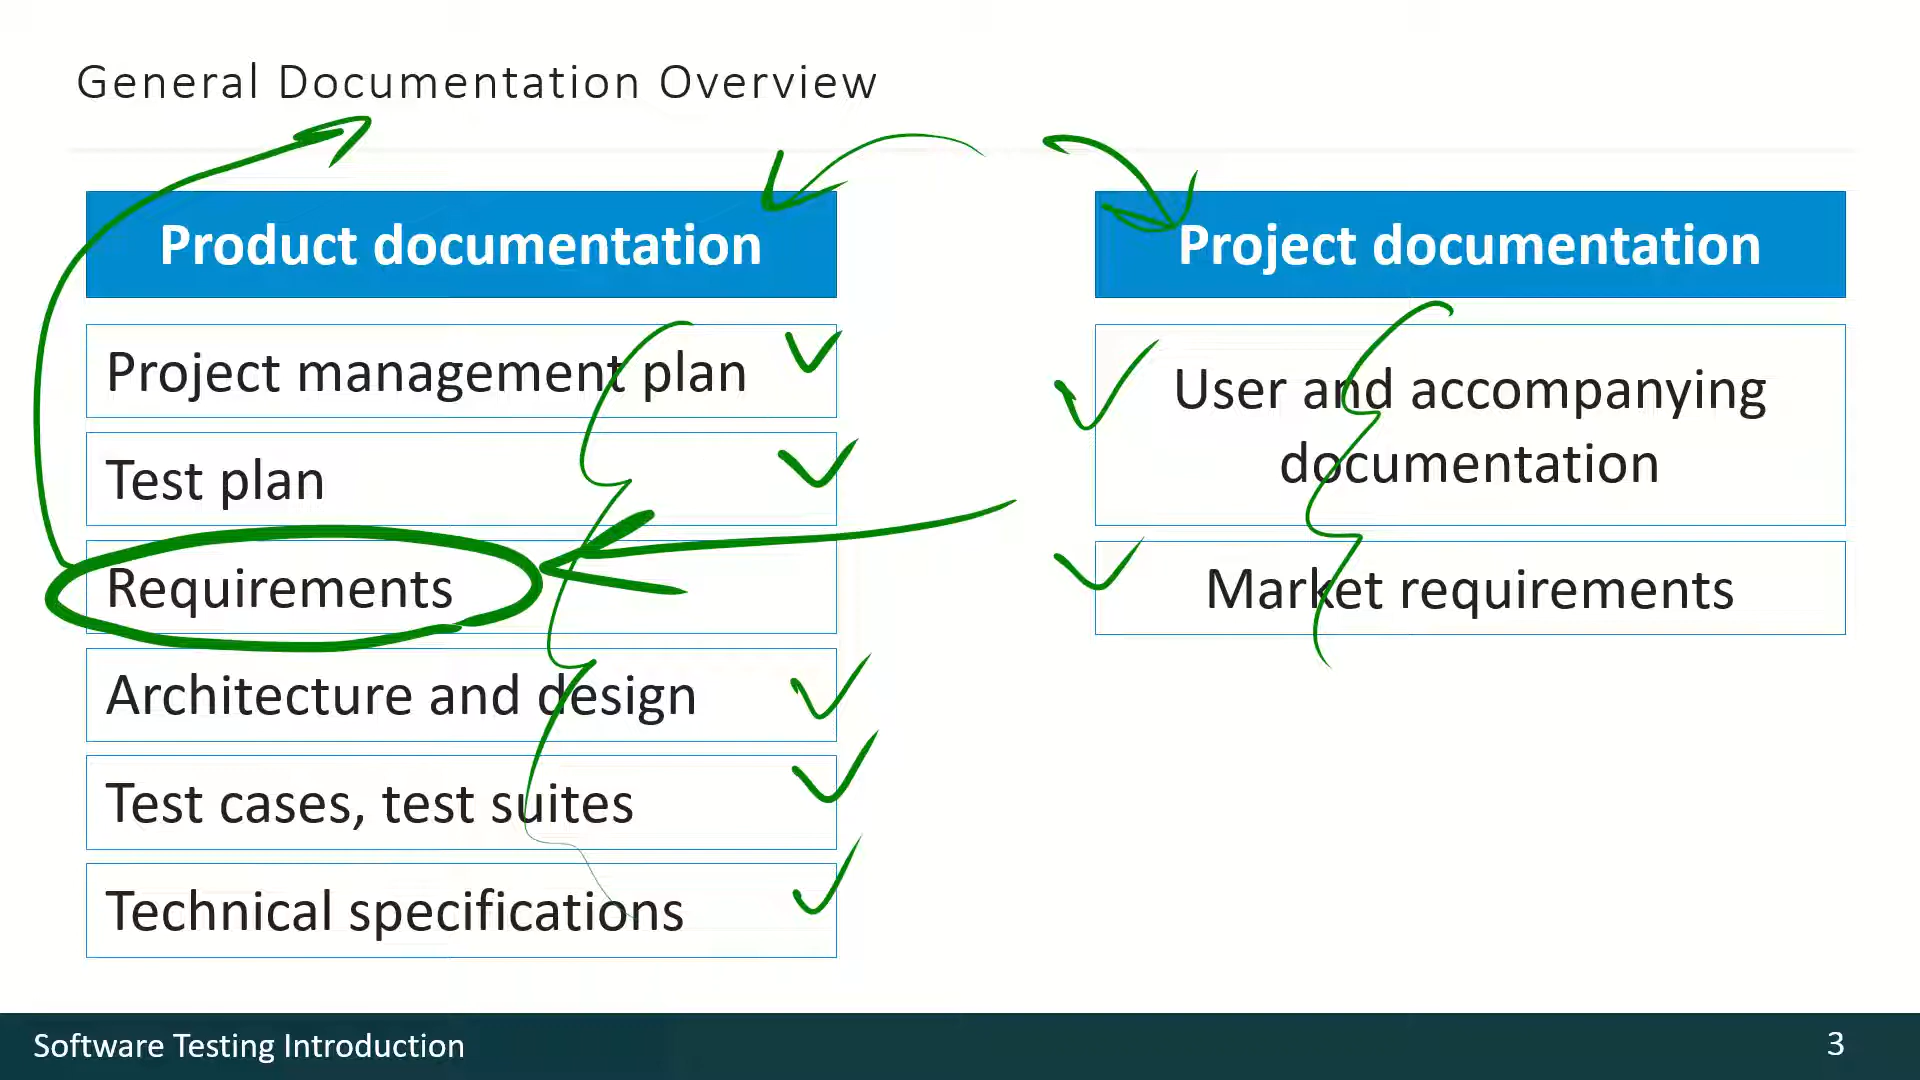 General Documentation Overview
Product documentation
Project management plan
Test plan
Requirements
Architecture and design
Test cases, test suites
Technical specifications
Project documentation
User and accompanying
documentation
Market requirements
Software Testing Introduction
3